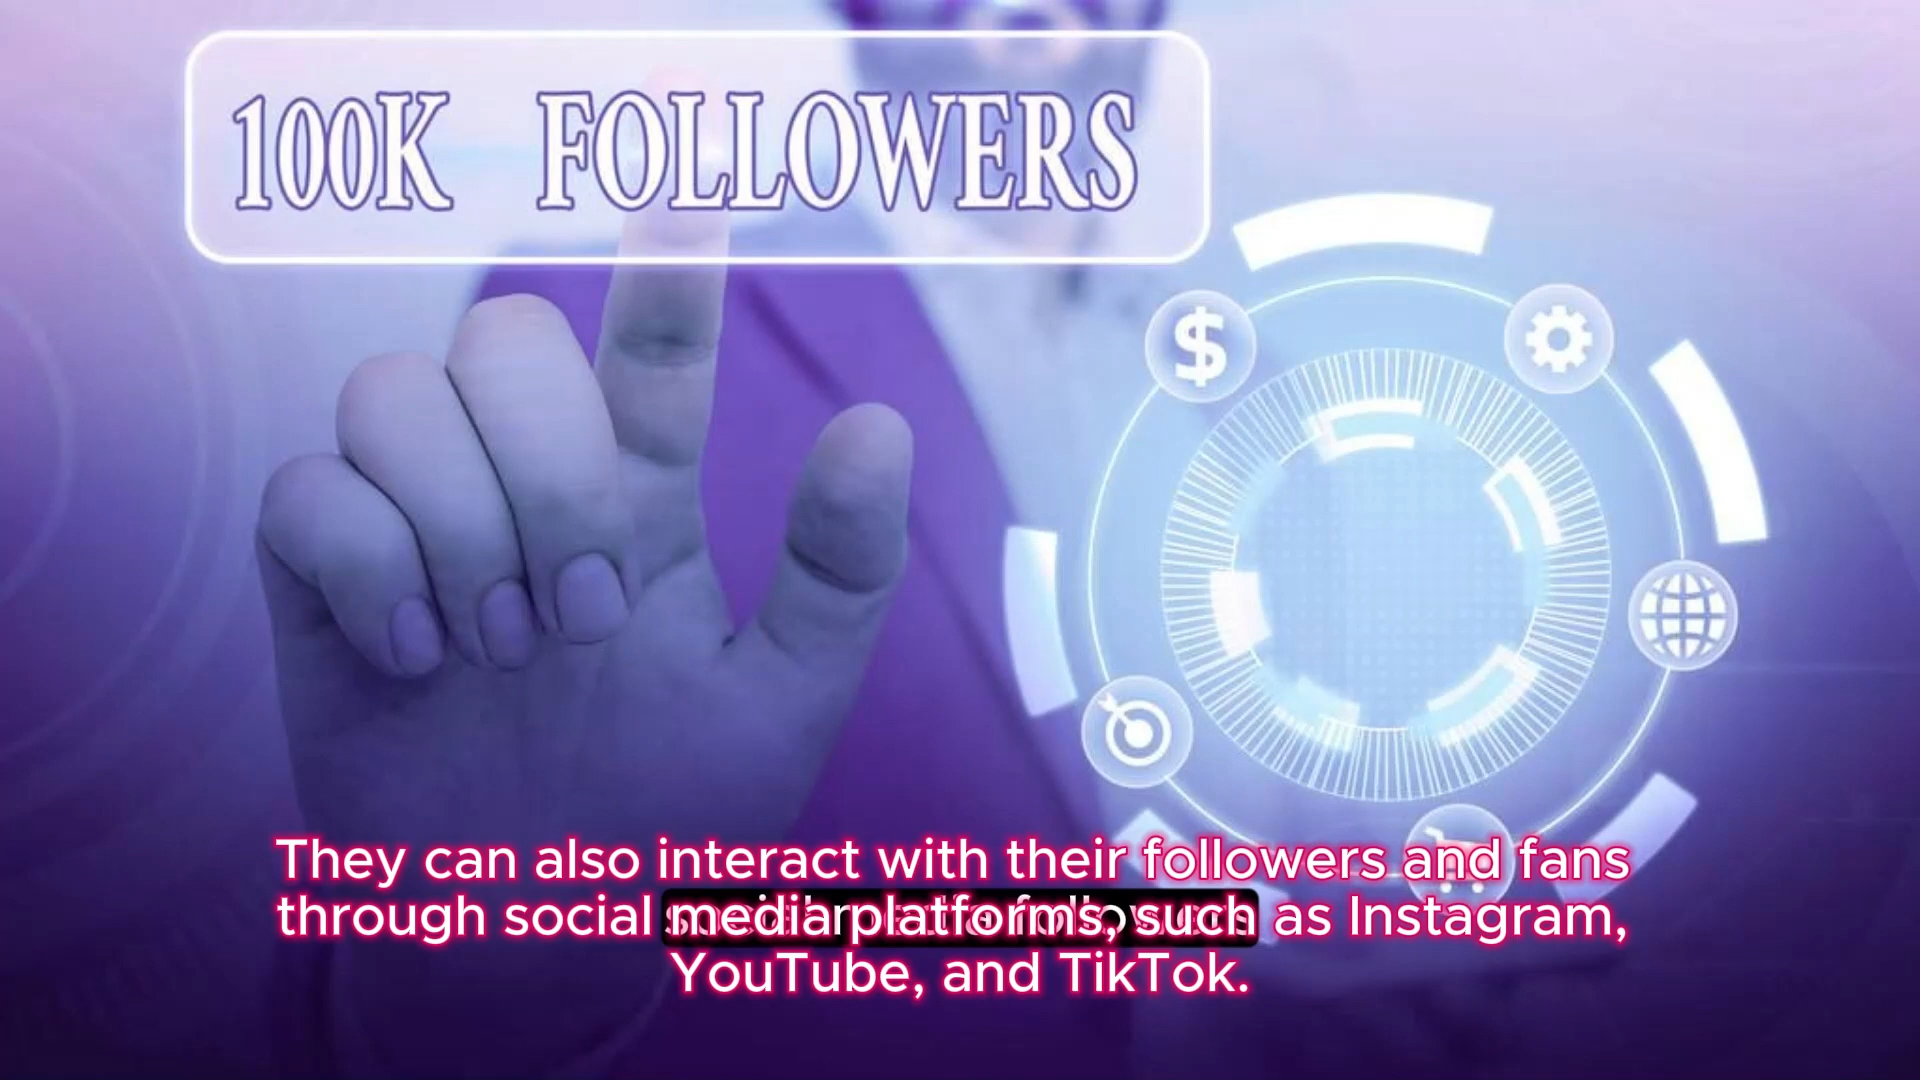 100K FOLLOWERS
$
They can also interact with their followers and fans
through social media platforms, such as Instagram,
YouTube, and TikTok.